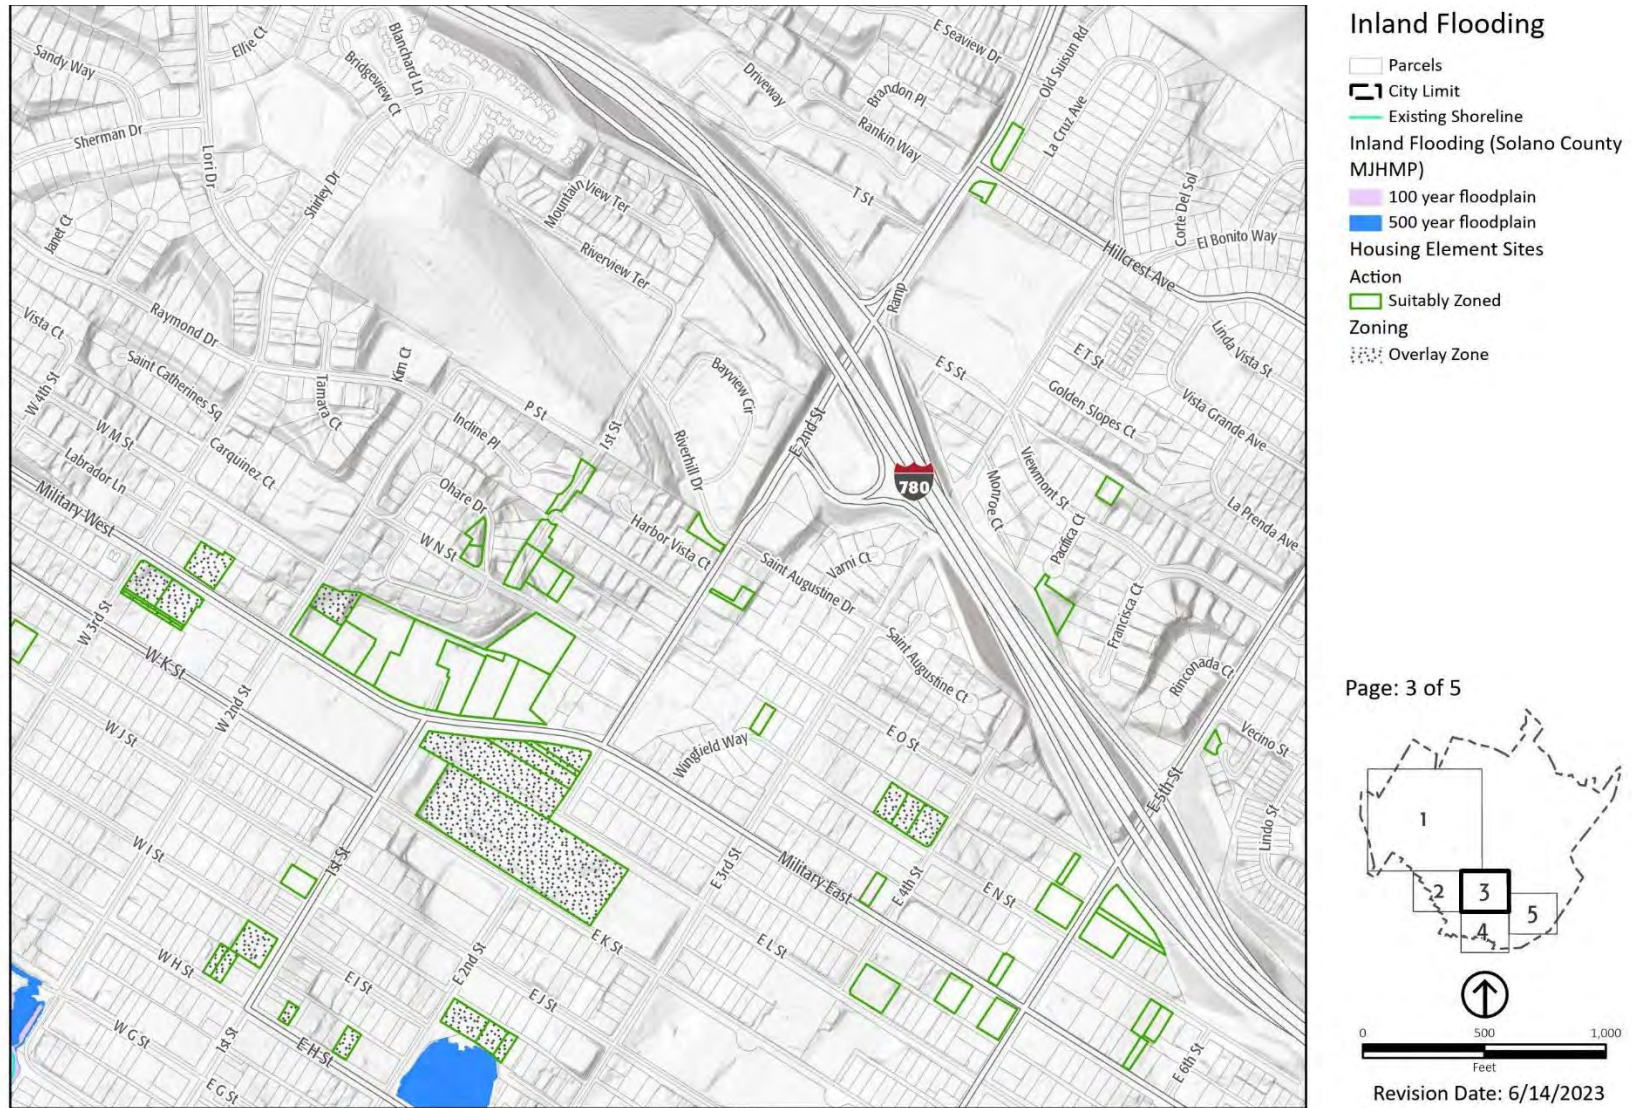 Inland Flooding
Parcels
City Limit
Existing Shoreline
Inland Flooding (Solano County
MJHMP)
100 year floodplain
500 year floodplain
Housing Element Sites
Action
Suitably Zoned
Zoning
Overlay Zone
Page: 3 of 5
1
2
3
4
5
0 500 1,000
Feet
Revision Date: 6/14/2023
Sandy Way
Ellie Ct
Blanchard Ln
Bridgeview Ct
Sherman Dr
Lori Dr
Shirley Dr
Janet Ct
Mountain View Ter
Riverview Ter
E Seaview Dr
Driveway
Brandon Pl
Rankin Way
Old Suisun Rd
La Cruz Ave
T St
Corte Del Sol
El Bonito Way
Hillcrest Ave
Ramp
Linda Vista St
Raymond Dr
Vista Ct
Saint Catherines Sq
Kim Ct
Tamara Ct
W 4th St
W M St
Labrador Ln
Carquinez Ct
Military West
P St
Incline Pl
1st St
Bayview Cir
Riverhill Dr
E 2nd St
E S St
E T St
Golden Slopes Ct
Vista Grande Ave
780
Viewmont St
Monroe Ct
La Prenda Ave
Pacifica Ct
Ohare Dr
W N St
Harbor Vista Ct
Saint Augustine Dr
Varni Ct
Francisca Ct
Saint Augustine Ct
Rinconada Ct
W 3rd St
W K St
W 2nd St
W J St
Wingfield Way
E O St
Vecino St
E 5th St
Lindo St
W I St
1st St
E 3rd St
Military East
E 4th St
E N St
W H St
E K St
E L St
E 2nd St
E I St
E J St
W G St
1st St
E H St
E G St
E 6th St